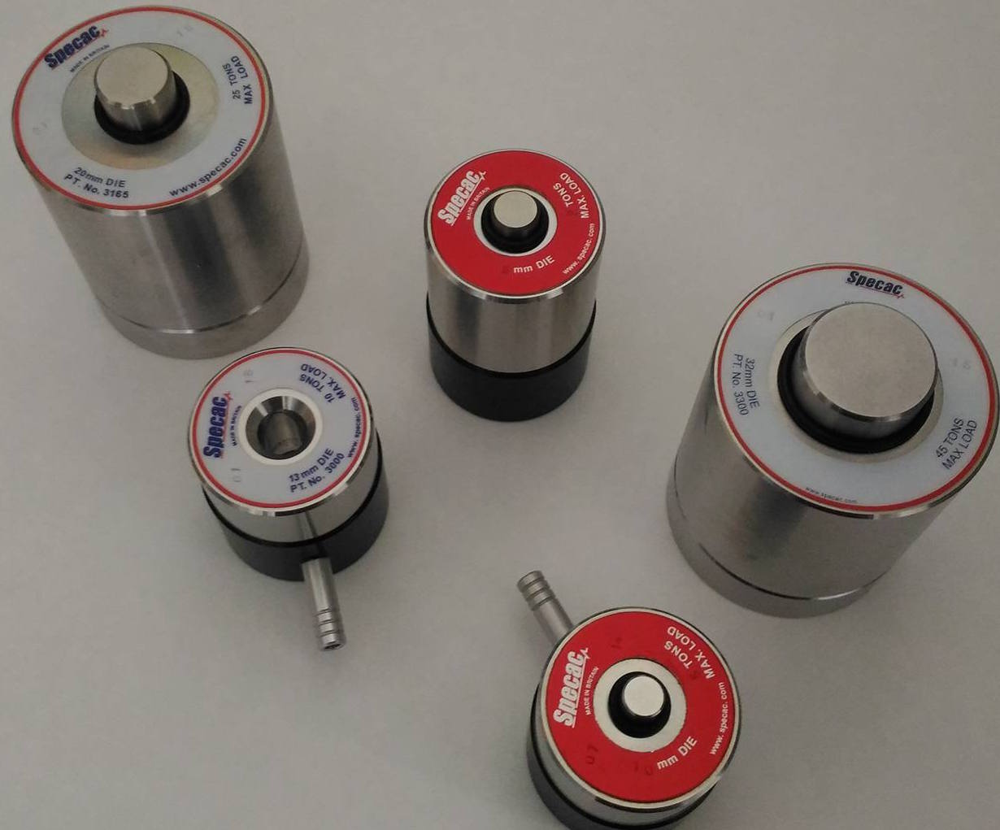 Specac
MADE IN BRITAIN
25 TONS
MAX LOAD
20mm DIE
PT. No. 3165
www.specac.com
Specac
MADE IN BRITAIN
TONS
MAX. LOAD
mm DIE
www.specac.com
Specac
32mm DIE
PT. No. 3300
45 TONS
MAX LOAD
www.specac.com
Specac
MADE IN BRITAIN
10 TONS
MAX. LOAD
13mm DIE
PT. No. 3000
www.specac.com
01
Specac
MADE IN BRITAIN
TONS
MAX. LOAD
10 mm DIE
www.specac.com
07